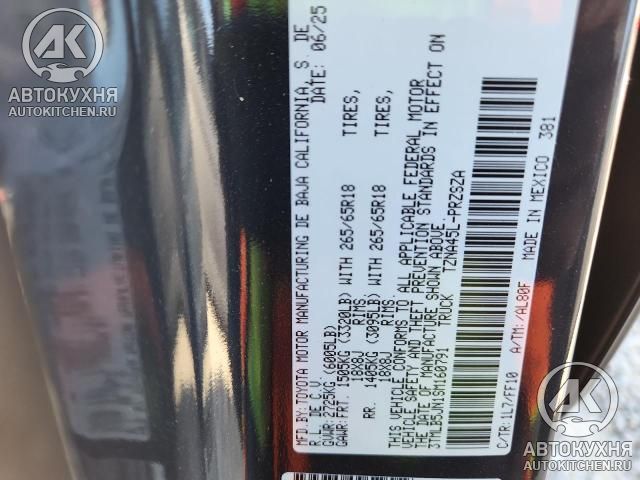 АВТОКУХНЯ
AUTOKITCHEN.RU
MFD.BY:TOYOTA MOTOR MANUFACTURING DE BAJA CALIFORNIA, S. DE
R.L. DE C.V. DATE: 06/25
GVWR:2725KG (6005LB)
GAWR:FRT. 1505KG (3320LB) WITH 265/65R18 TIRES,
18X8J RIMS,
RR. 1405KG (3095LB) WITH 265/65R18 TIRES,
18X8J RIMS.
THIS VEHICLE CONFORMS TO ALL APPLICABLE FEDERAL MOTOR
VEHICLE SAFETY AND THEFT PREVENTION STANDARDS IN EFFECT ON
THE DATE OF MANUFACTURE SHOWN ABOVE.
3TMLB5JN1SM160791 TRUCK TZNA45L-PRZS2A
C/TR:1L7/FF10 A/TM:/AL80F MADE IN MEXICO 381
АВТОКУХНЯ
AUTOKITCHEN.RU